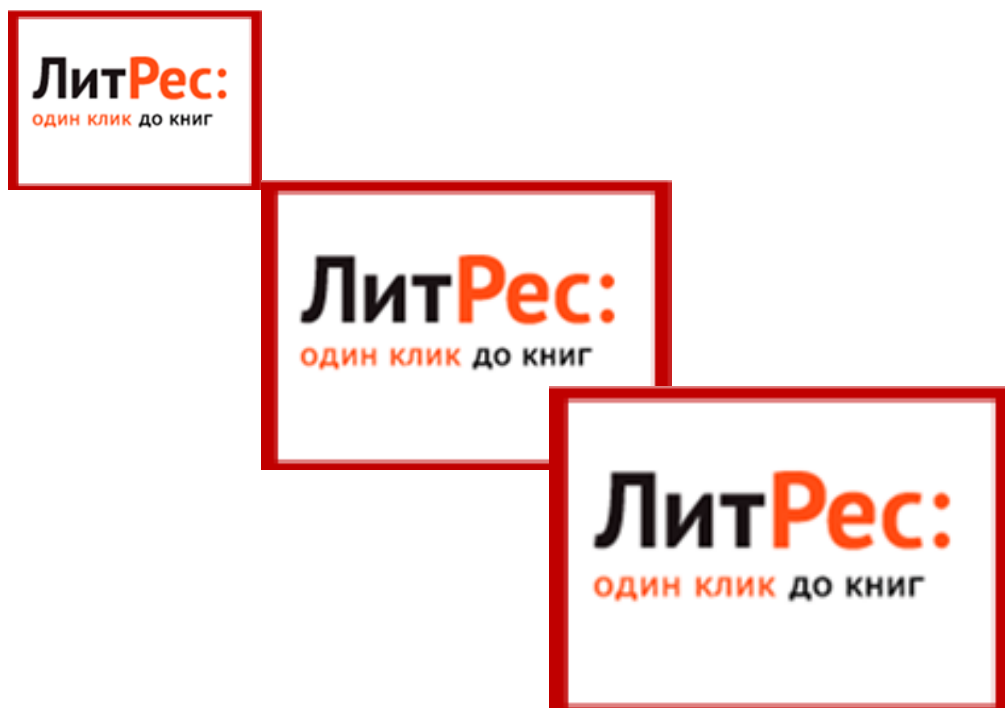 ЛитРес:
один клик до книг
ЛитРес:
один клик до книг
ЛитРес:
один клик до книг